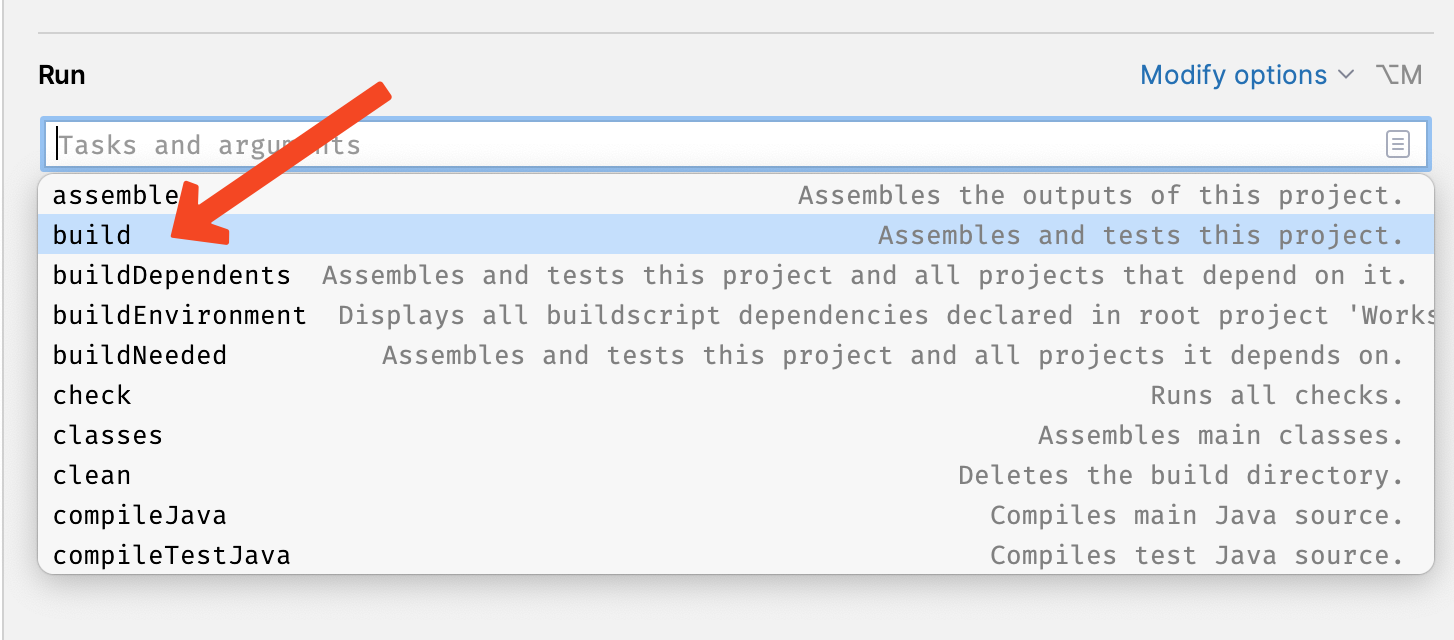 Run
Modify options ⌥M
Tasks and arguments
assemble Assembles the outputs of this project.
build Assembles and tests this project.
buildDependents Assembles and tests this project and all projects that depend on it.
buildEnvironment Displays all buildscript dependencies declared in root project 'Works
buildNeeded Assembles and tests this project and all projects it depends on.
check Runs all checks.
classes Assembles main classes.
clean Deletes the build directory.
compileJava Compiles main Java source.
compileTestJava Compiles test Java source.